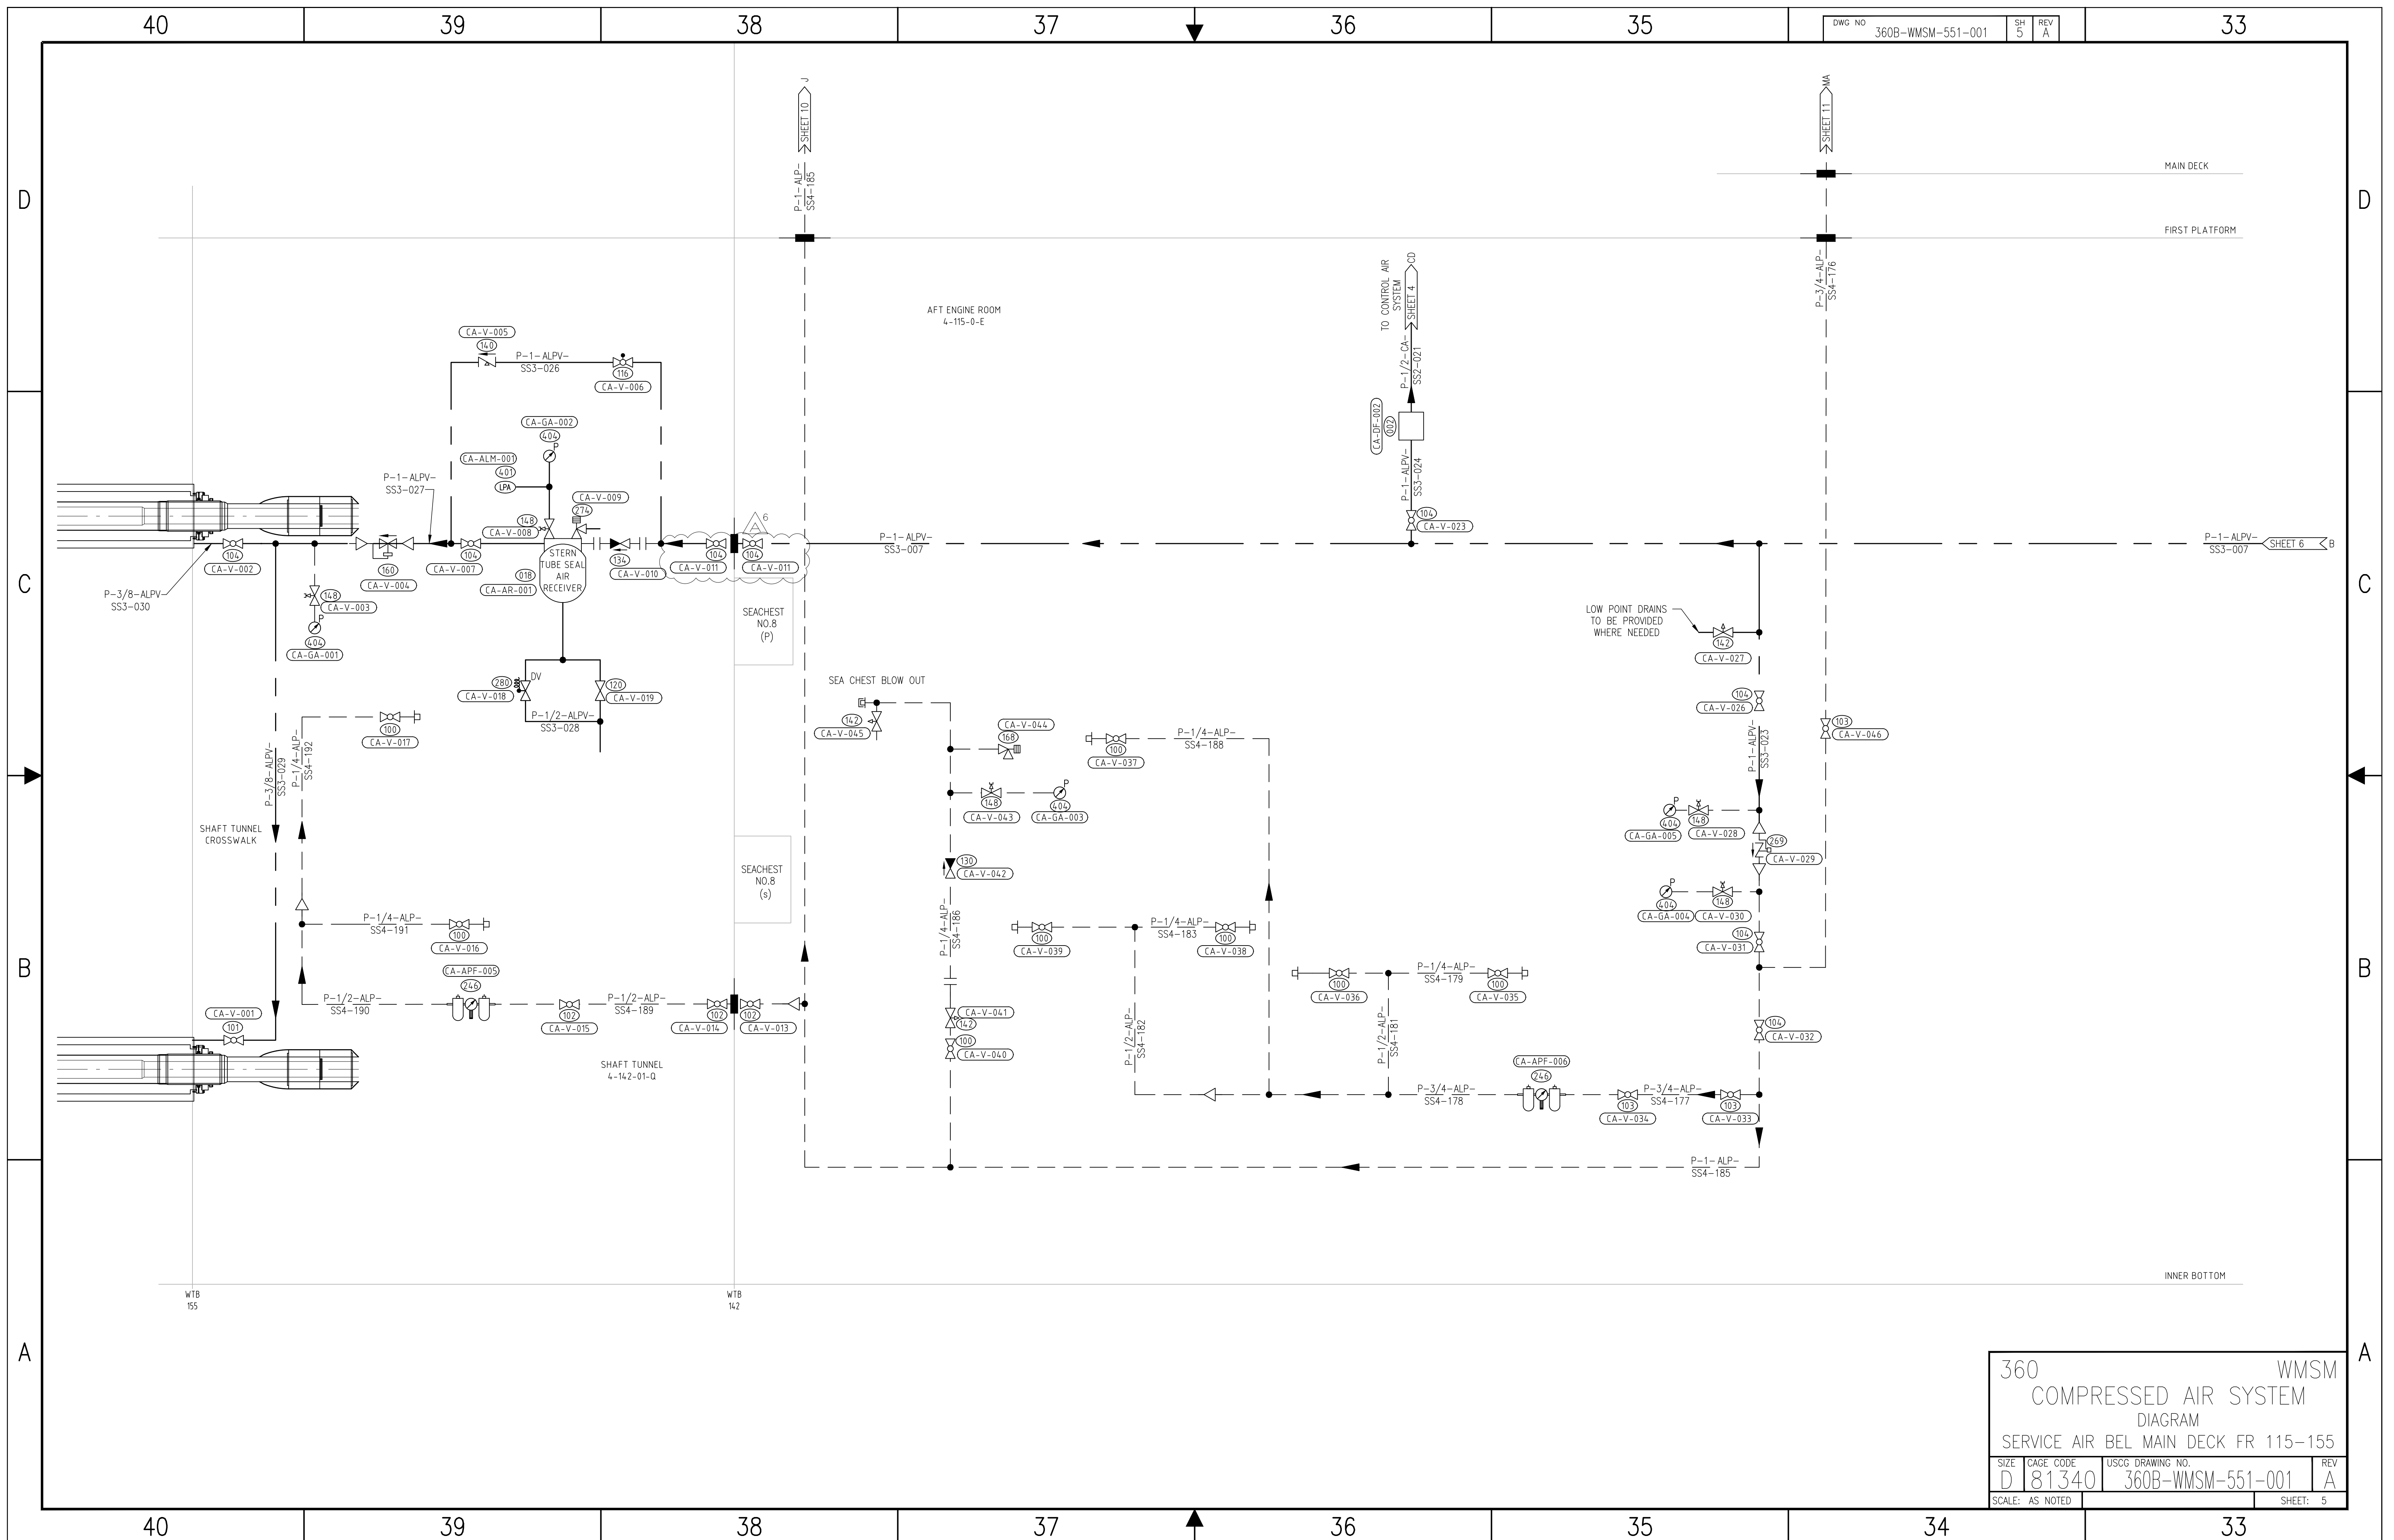 40
39
38
37
36
35
DWG NO
360B-WMSM-551-001
SH
5
REV
A
33
D
D
C
C
B
B
A
A
SHEET 10
J
P-1-ALP-
SS4-185
SHEET 11
MA
MAIN DECK
FIRST PLATFORM
P-3/4-ALP-
SS4-176
AFT ENGINE ROOM
4-115-0-E
TO CONTROL AIR
SYSTEM
SHEET 4
CD
P-1/2-CA-
SS2-021
CA-DF-002
002
P-1-ALPV-
SS3-024
104
CA-V-023
CA-V-005
140
P-1-ALPV-
SS3-026
116
CA-V-006
CA-GA-002
404
P
CA-ALM-001
401
LPA
P-1-ALPV-
SS3-027
CA-V-009
274
148
CA-V-008
A
6
104
CA-V-002
160
CA-V-004
104
CA-V-007
STERN
TUBE SEAL
AIR
RECEIVER
018
CA-AR-001
134
CA-V-010
104
CA-V-011
104
CA-V-011
P-1-ALPV-
SS3-007
P-1-ALPV-
SS3-007
SHEET 6
B
P-3/8-ALPV-
SS3-030
148
CA-V-003
P
404
CA-GA-001
SEACHEST
NO.8
(P)
LOW POINT DRAINS
TO BE PROVIDED
WHERE NEEDED
142
CA-V-027
280
DV
CA-V-018
120
CA-V-019
P-1/2-ALPV-
SS3-028
SEA CHEST BLOW OUT
142
CA-V-045
CA-V-044
168
100
CA-V-037
P-1/4-ALP-
SS4-188
104
CA-V-026
P-1-ALPV-
SS3-023
103
CA-V-046
100
CA-V-017
P-3/8-ALPV-
SS3-029
P-1/4-ALP-
SS4-192
SHAFT TUNNEL
CROSSWALK
148
CA-V-043
P
404
CA-GA-003
P
404
CA-GA-005
148
CA-V-028
269
CA-V-029
SEACHEST
NO.8
(s)
130
CA-V-042
P
404
CA-GA-004
148
CA-V-030
P-1/4-ALP-
SS4-191
100
CA-V-016
P-1/4-ALP-
SS4-186
100
CA-V-039
P-1/4-ALP-
SS4-183
100
CA-V-038
104
CA-V-031
CA-APF-005
246
P-1/2-ALP-
SS4-190
102
CA-V-015
P-1/2-ALP-
SS4-189
102
CA-V-014
102
CA-V-013
100
CA-V-036
P-1/4-ALP-
SS4-179
100
CA-V-035
CA-V-001
101
CA-V-041
142
100
CA-V-040
P-1/2-ALP-
SS4-182
P-1/2-ALP-
SS4-181
104
CA-V-032
SHAFT TUNNEL
4-142-01-Q
P-3/4-ALP-
SS4-178
CA-APF-006
246
103
CA-V-034
P-3/4-ALP-
SS4-177
103
CA-V-033
P-1-ALP-
SS4-185
INNER BOTTOM
WTB
155
WTB
142
360 WMSM
COMPRESSED AIR SYSTEM
DIAGRAM
SERVICE AIR BEL MAIN DECK FR 115-155
SIZE
D
CAGE CODE
81340
USCG DRAWING NO.
360B-WMSM-551-001
REV
A
SCALE: AS NOTED
SHEET: 5
40
39
38
37
36
35
34
33